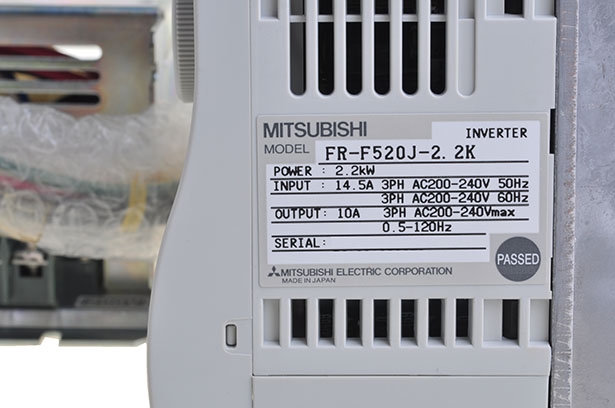 MITSUBISHI INVERTER
MODEL FR-F520J-2.2K
POWER : 2.2kW
INPUT : 14.5A 3PH AC200-240V 50Hz
3PH AC200-240V 60Hz
OUTPUT: 10A 3PH AC200-240Vmax
0.5-120Hz
SERIAL:
PASSED
MITSUBISHI ELECTRIC CORPORATION
MADE IN JAPAN